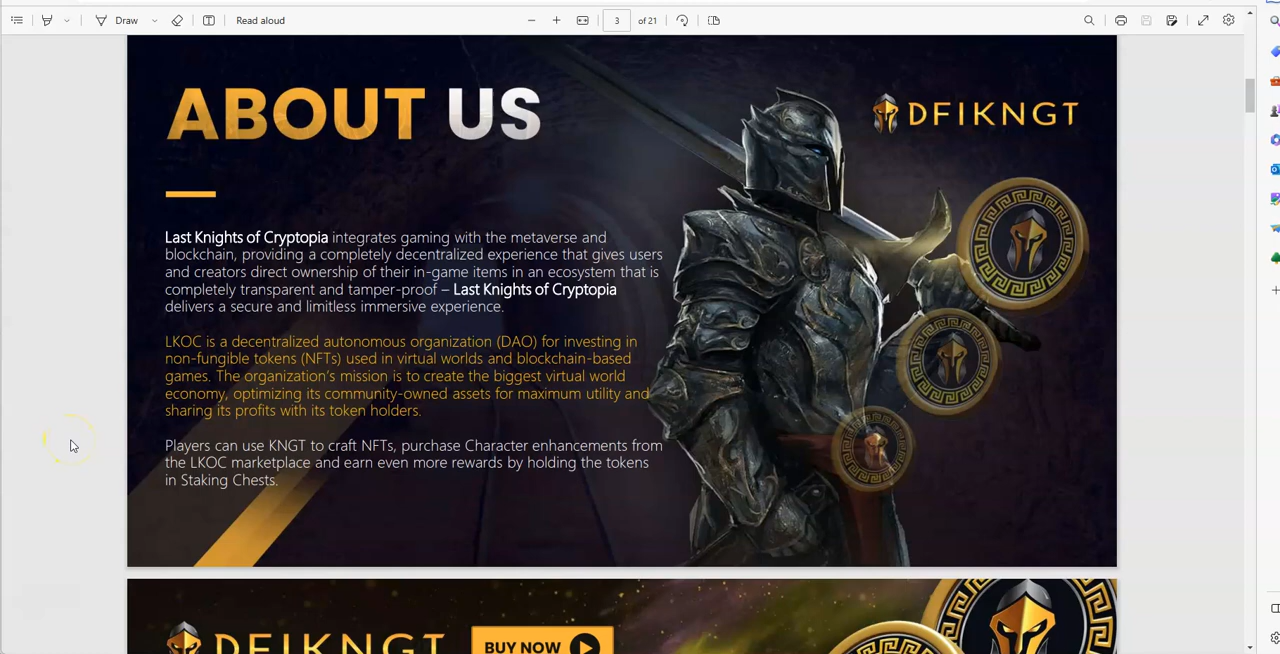 Draw
Read aloud
3
of 21
ABOUT US
DFIKNGT
Last Knights of Cryptopia integrates gaming with the metaverse and
blockchain, providing a completely decentralized experience that gives users
and creators direct ownership of their in-game items in an ecosystem that is
completely transparent and tamper-proof – Last Knights of Cryptopia
delivers a secure and limitless immersive experience.
LKOC is a decentralized autonomous organization (DAO) for investing in
non-fungible tokens (NFTs) used in virtual worlds and blockchain-based
games. The organization's mission is to create the biggest virtual world
economy, optimizing its community-owned assets for maximum utility and
sharing its profits with its token holders.
Players can use KNGT to craft NFTs, purchase Character enhancements from
the LKOC marketplace and earn even more rewards by holding the tokens
in Staking Chests.
DFIKNGT
BUY NOW